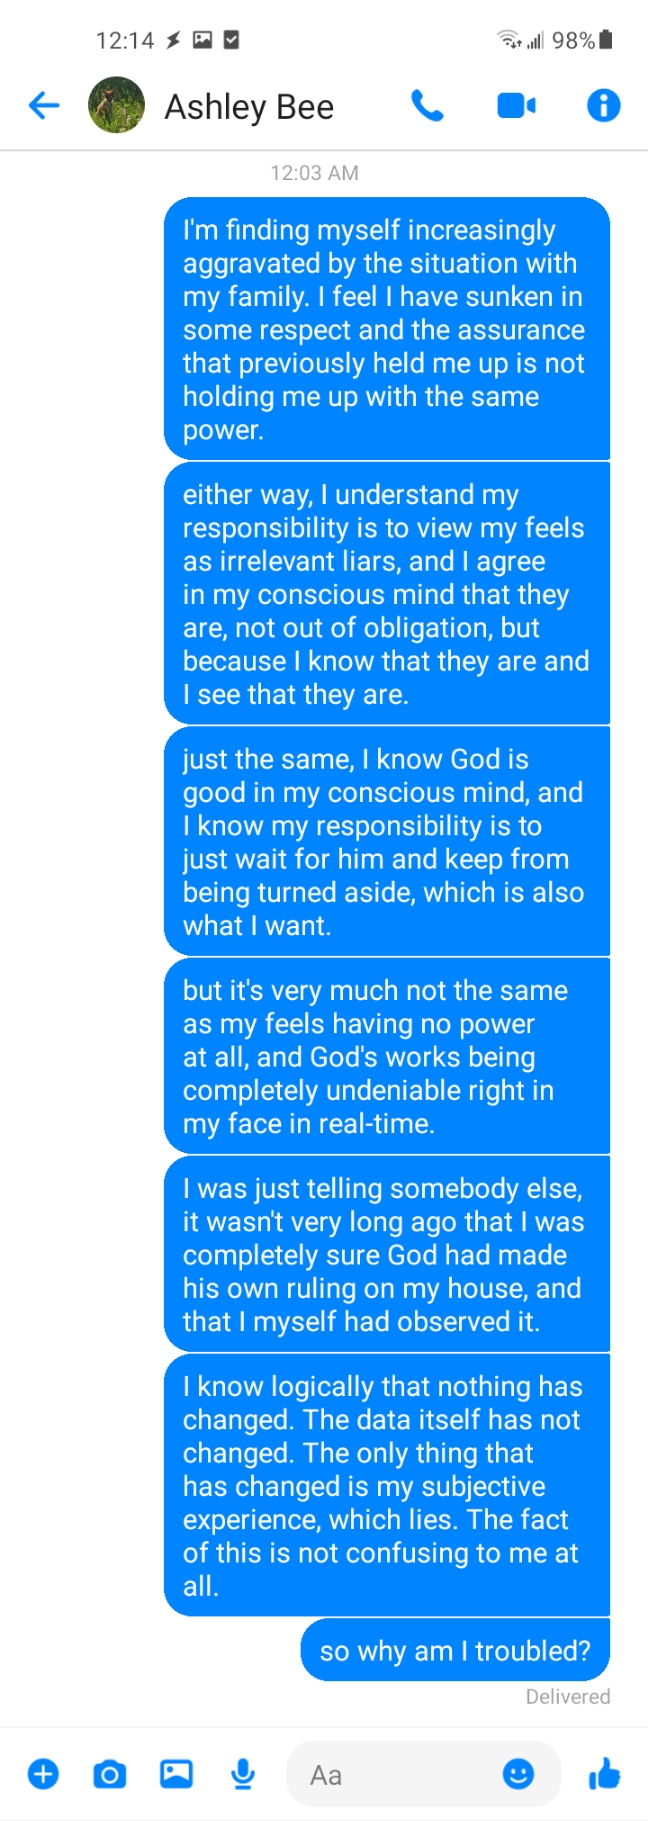 12:14 98%
Ashley Bee
12:03 AM
I'm finding myself increasingly
aggravated by the situation with
my family. I feel I have sunken in
some respect and the assurance
that previously held me up is not
holding me up with the same
power.
either way, I understand my
responsibility is to view my feels
as irrelevant liars, and I agree
in my conscious mind that they
are, not out of obligation, but
because I know that they are and
I see that they are.
just the same, I know God is
good in my conscious mind, and
I know my responsibility is to
just wait for him and keep from
being turned aside, which is also
what I want.
but it's very much not the same
as my feels having no power
at all, and God's works being
completely undeniable right in
my face in real-time.
I was just telling somebody else,
it wasn't very long ago that I was
completely sure God had made
his own ruling on my house, and
that I myself had observed it.
I know logically that nothing has
changed. The data itself has not
changed. The only thing that
has changed is my subjective
experience, which lies. The fact
of this is not confusing to me at
all.
so why am I troubled?
Delivered
Aa